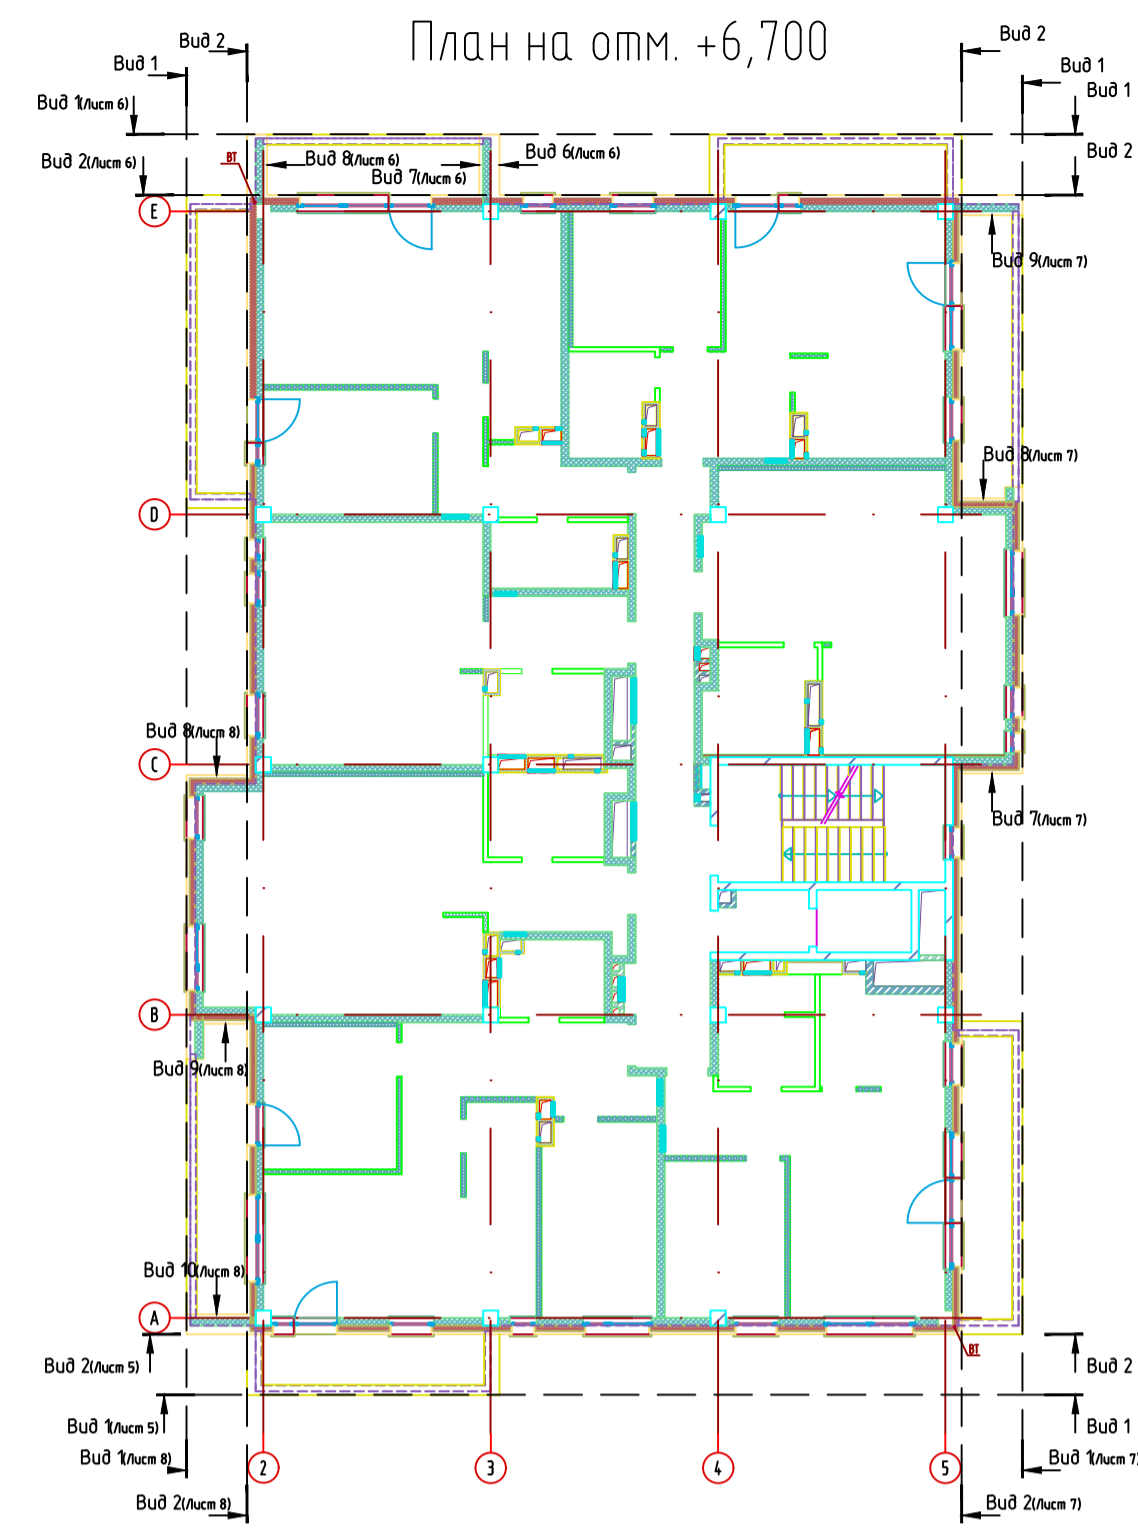 План на отм. +6,700
Вид 2
Вид 2
Вид 1
Вид 1
Вид 1(Лист 6)
Вид 1
Вид 2(Лист 6)
ВТ
Вид 8(Лист 6)
Вид 6(Лист 6)
Вид 2
Вид 7(Лист 6)
Е
Вид 9(Лист 7)
Вид 8(Лист 7)
D
Вид 8(Лист 8)
С
Вид 7(Лист 7)
В
Вид 9(Лист 8)
Вид 10(Лист 8)
А
ВТ
Вид 2(Лист 5)
Вид 2
Вид 1(Лист 5)
Вид 1
Вид 1(Лист 8)
2
3
4
5
Вид 1(Лист 7)
Вид 2(Лист 8)
Вид 2(Лист 7)